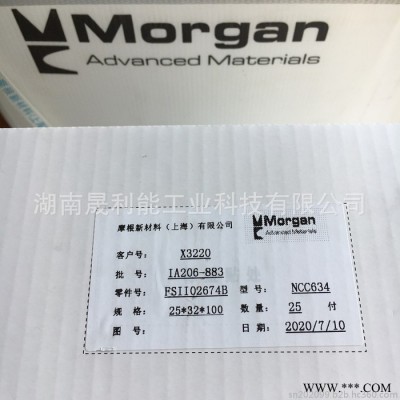 Morgan
Advanced Materials
湖南晟利能工业科技有限公司
摩根新材料（上海）有限公司
Morgan
Advanced Materials
客户号： X3220
批 号： IA206-883
零件号： FSII02674B 型 号： NCC634
规 格： 25*32*100 数 量： 25 付
图 号： 日 期： 2020/7/10
www.***.com